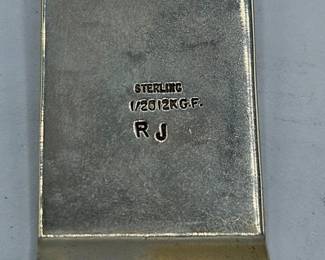 STERLING
1/20 12K G.F.
R J